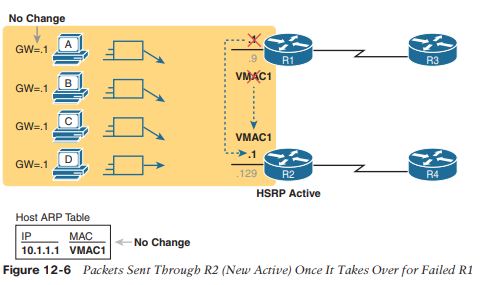 No Change
GW=.1 A
GW=.1 B
GW=.1 C
GW=.1 D
.1
.9
R1
R3
VMAC1
VMAC1
.1
.129
R2
R4
HSRP Active
Host ARP Table
IP MAC
10.1.1.1 VMAC1
No Change
Figure 12-6 Packets Sent Through R2 (New Active) Once It Takes Over for Failed R1